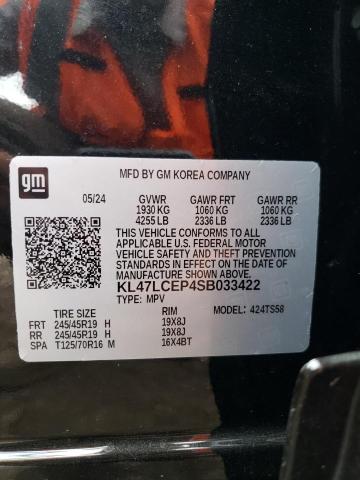 gm
MFD BY GM KOREA COMPANY
05/24 GVWR GAWR FRT GAWR RR
1930 KG 1060 KG 1060 KG
4255 LB 2336 LB 2336 LB
THIS VEHICLE CONFORMS TO ALL
APPLICABLE U.S. FEDERAL MOTOR
VEHICLE SAFETY AND THEFT PREVENTION
STANDARDS IN EFFECT ON THE DATE OF
MANUFACTURE SHOWN ABOVE.
KL47LCEP4SB033422
TYPE: MPV MODEL: 424TS58
TIRE SIZE RIM
FRT 245/45R19 H 19X8J
RR 245/45R19 H 19X8J
SPA T125/70R16 M 16X4BT